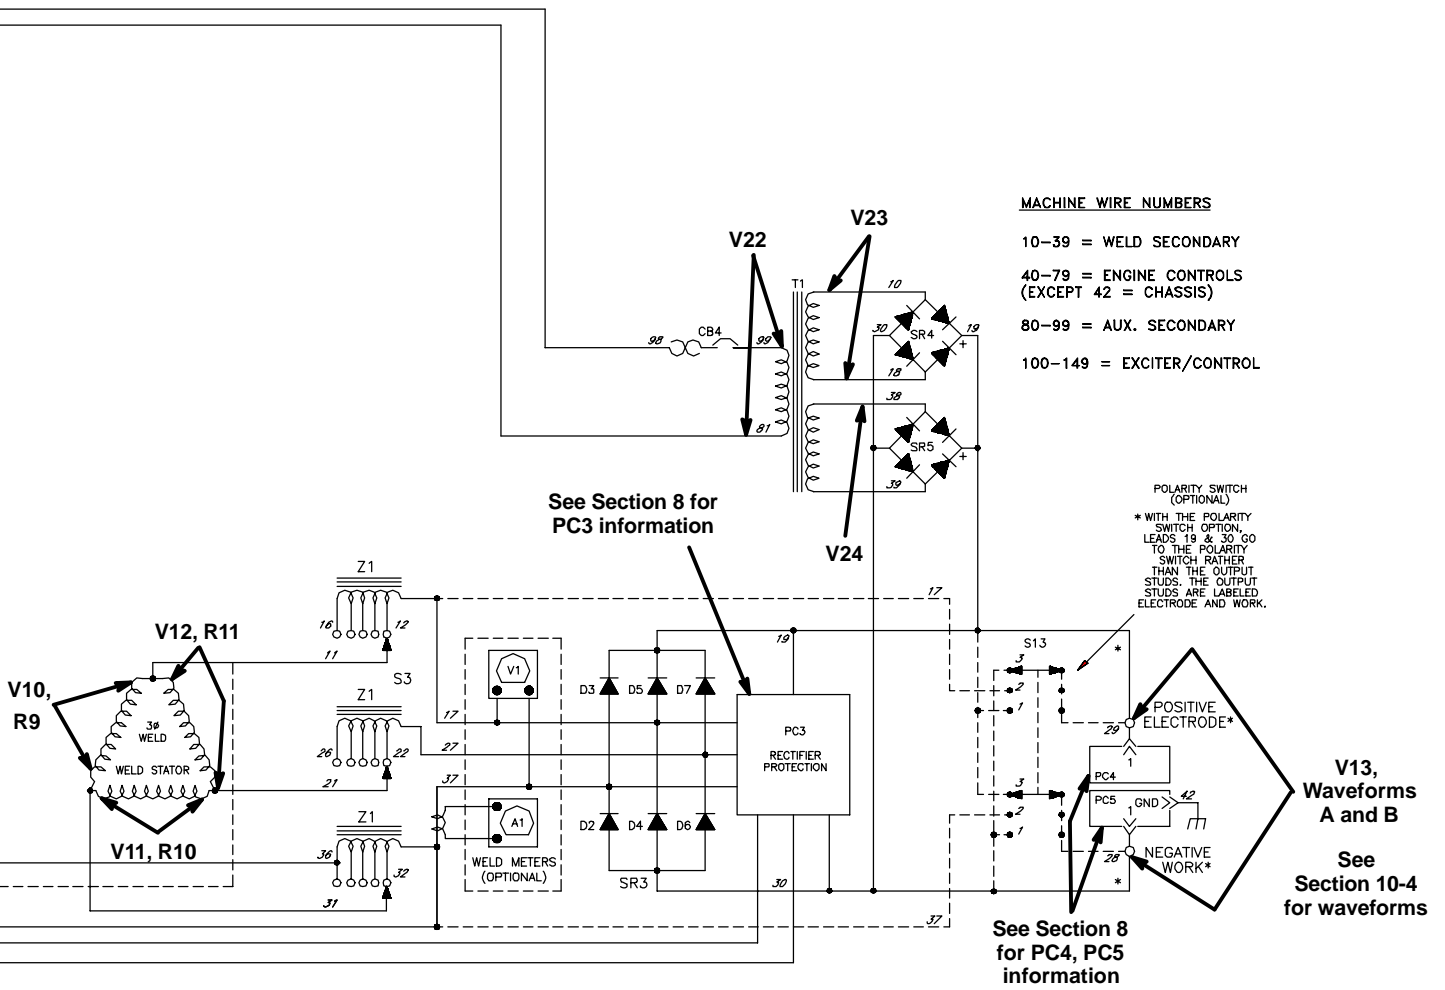 MACHINE WIRE NUMBERS
10-39 = WELD SECONDARY
40-79 = ENGINE CONTROLS
(EXCEPT 42 = CHASSIS)
80-99 = AUX. SECONDARY
100-149 = EXCITER/CONTROL
V23
V22
T1
10
98
CB4
99
30
SR4
19
+
18
81
38
SR5
+
39
V24
See Section 8 for
PC3 information
POLARITY SWITCH
(OPTIONAL)
* WITH THE POLARITY
SWITCH OPTION,
LEADS 19 & 30 GO
TO THE POLARITY
SWITCH RATHER
THAN THE OUTPUT
STUDS. THE OUTPUT
STUDS ARE LABELED
ELECTRODE AND WORK.
Z1
16
12
11
17
V12, R11
S3
V10,
R9
3ø
WELD
WELD STATOR
V11, R10
Z1
26
22
21
Z1
36
32
31
V1
17
27
37
A1
WELD METERS
(OPTIONAL)
D3
D5
D7
D2
D4
D6
SR3
19
PC3
RECTIFIER
PROTECTION
30
37
S13
3
2
1
3
2
1
*
POSITIVE
ELECTRODE*
29
1
PC4
PC5
1
GND
42
28
NEGATIVE
WORK*
*
V13,
Waveforms
A and B
See
Section 10-4
for waveforms
See Section 8
for PC4, PC5
information